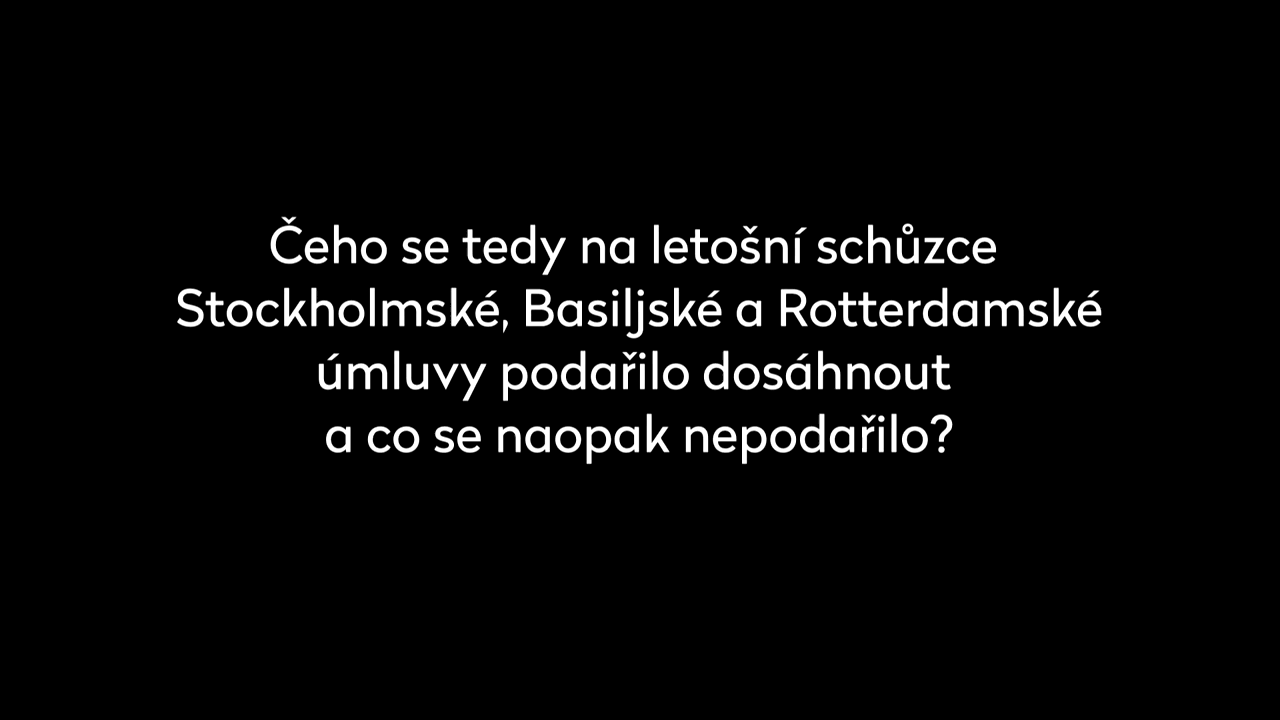 Čeho se tedy na letošní schůzce
Stockholmské, Basiljské a Rotterdamské
úmluvy podařilo dosáhnout
a co se naopak nepodařilo?